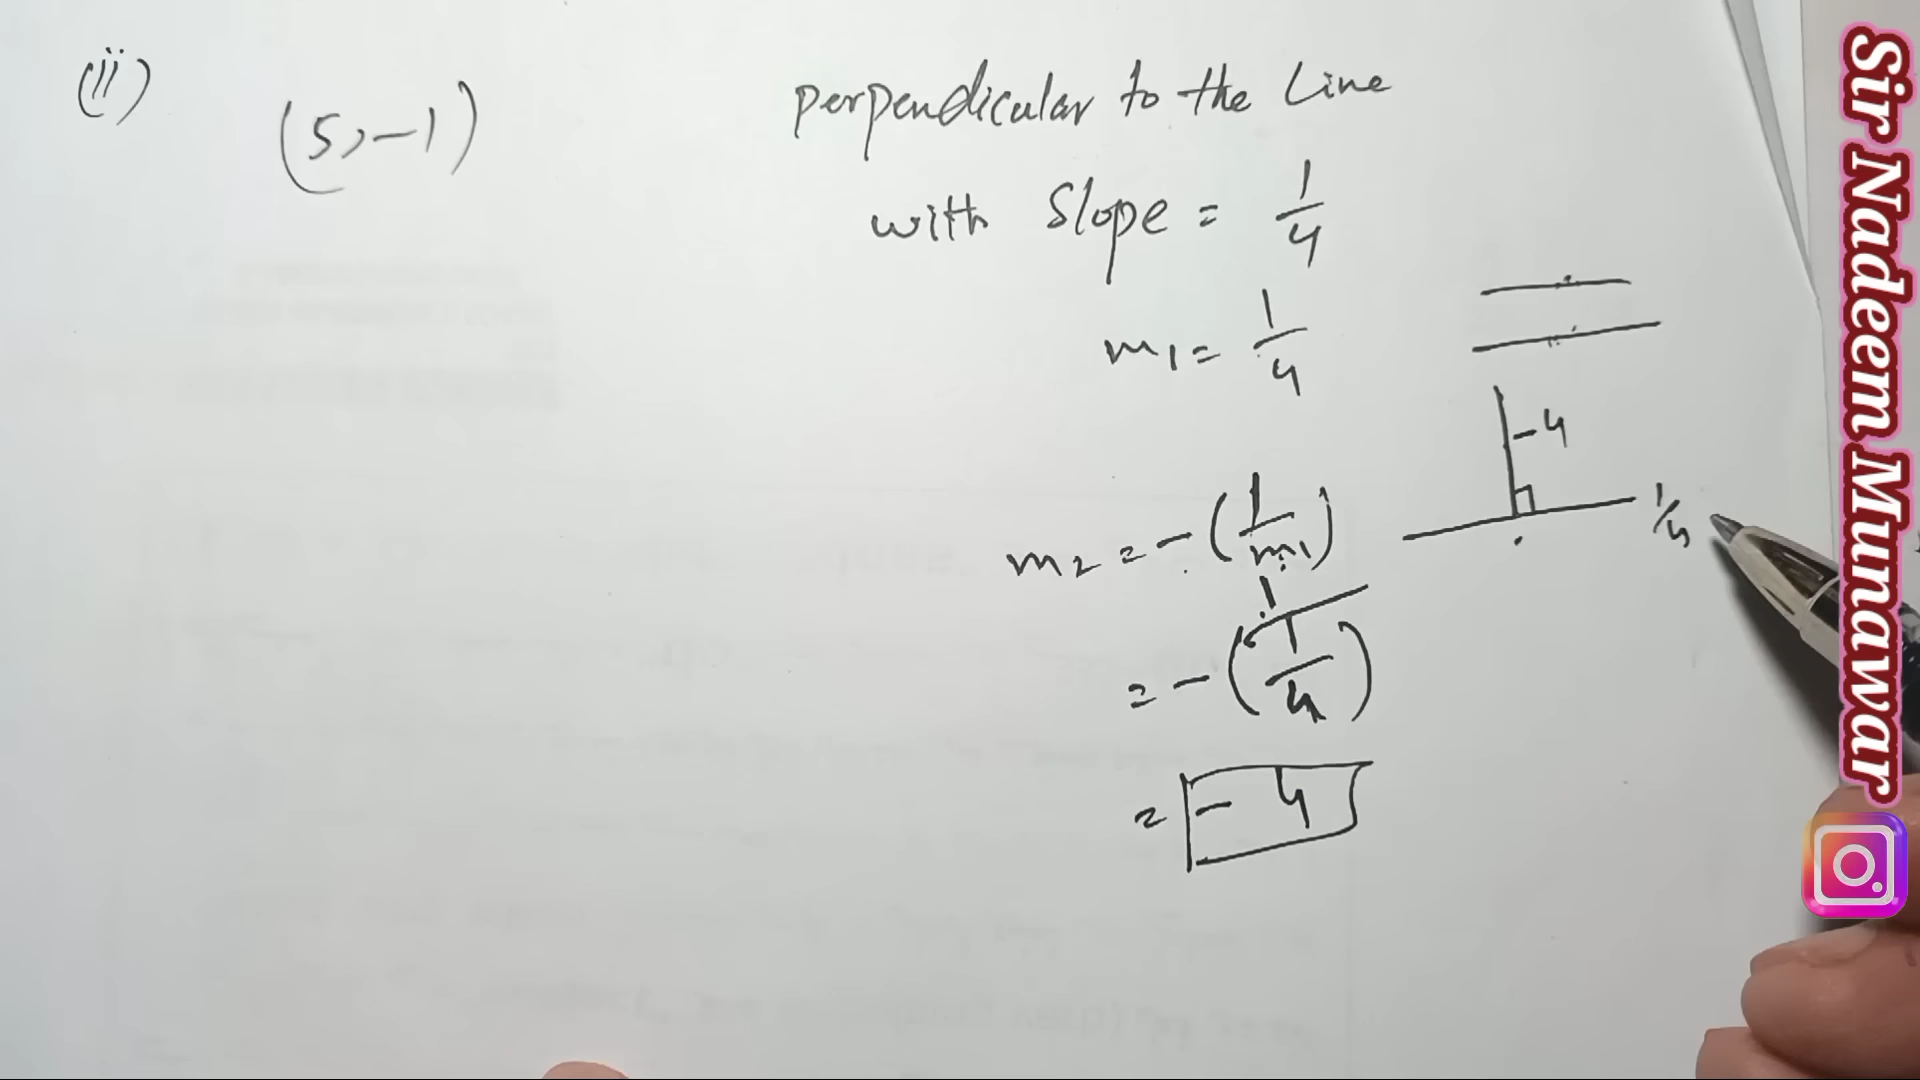 (ii)
(5, -1)
perpendicular to the Line
with Slope = 1/4
m1 = 1/4
m2 = -(1/m1)
= -(1/(1/4))
= -4
-4
1/4
Sir Nadeem Munawar